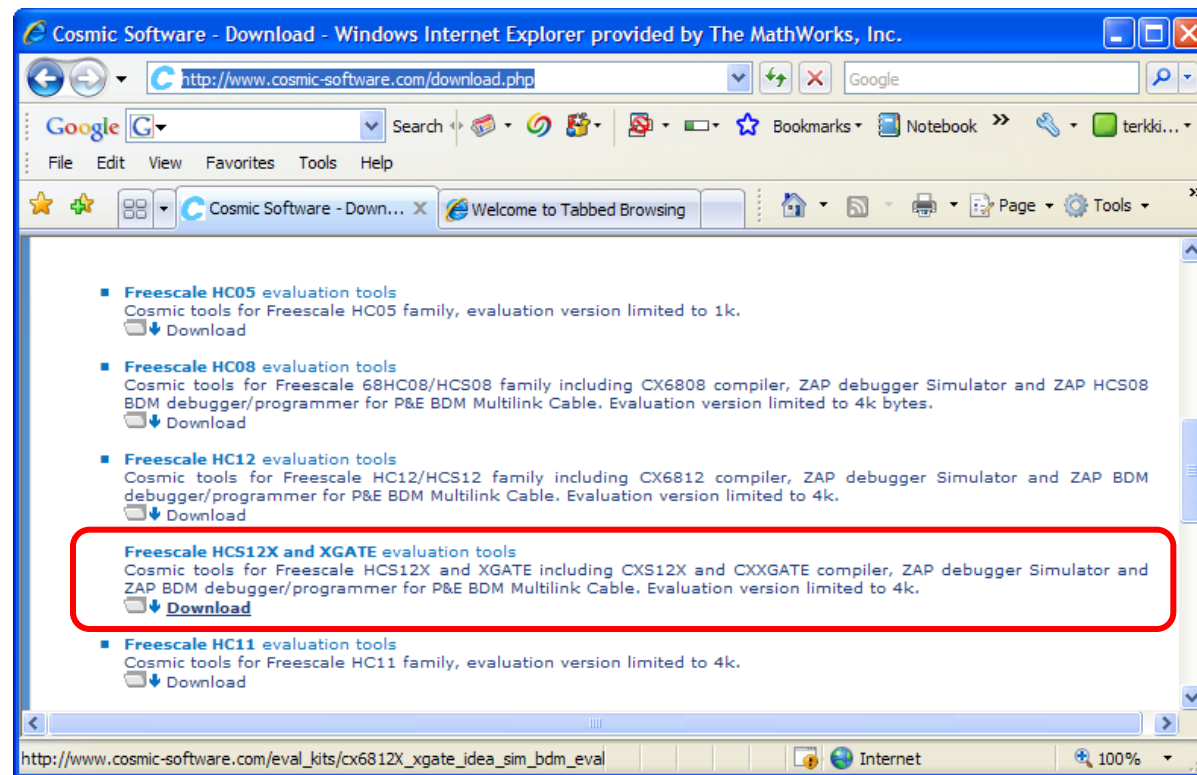 Cosmic Software - Download - Windows Internet Explorer provided by The MathWorks, Inc.
http://www.cosmic-software.com/download.php
Google
Google G
Search
Bookmarks
Notebook
terkki...
File Edit View Favorites Tools Help
Cosmic Software - Down...
Welcome to Tabbed Browsing
Page
Tools
Freescale HC05 evaluation tools
Cosmic tools for Freescale HC05 family, evaluation version limited to 1k.
Download
Freescale HC08 evaluation tools
Cosmic tools for Freescale 68HC08/HCS08 family including CX6808 compiler, ZAP debugger Simulator and ZAP HCS08
BDM debugger/programmer for P&E BDM Multilink Cable. Evaluation version limited to 4k bytes.
Download
Freescale HC12 evaluation tools
Cosmic tools for Freescale HC12/HCS12 family including CX6812 compiler, ZAP debugger Simulator and ZAP BDM
debugger/programmer for P&E BDM Multilink Cable. Evaluation version limited to 4k.
Download
Freescale HCS12X and XGATE evaluation tools
Cosmic tools for Freescale HCS12X and XGATE including CXS12X and CXXGATE compiler, ZAP debugger Simulator and
ZAP BDM debugger/programmer for P&E BDM Multilink Cable. Evaluation version limited to 4k.
Download
Freescale HC11 evaluation tools
Cosmic tools for Freescale HC11 family, evaluation version limited to 4k.
Download
http://www.cosmic-software.com/eval_kits/cx6812X_xgate_idea_sim_bdm_eval
Internet
100%